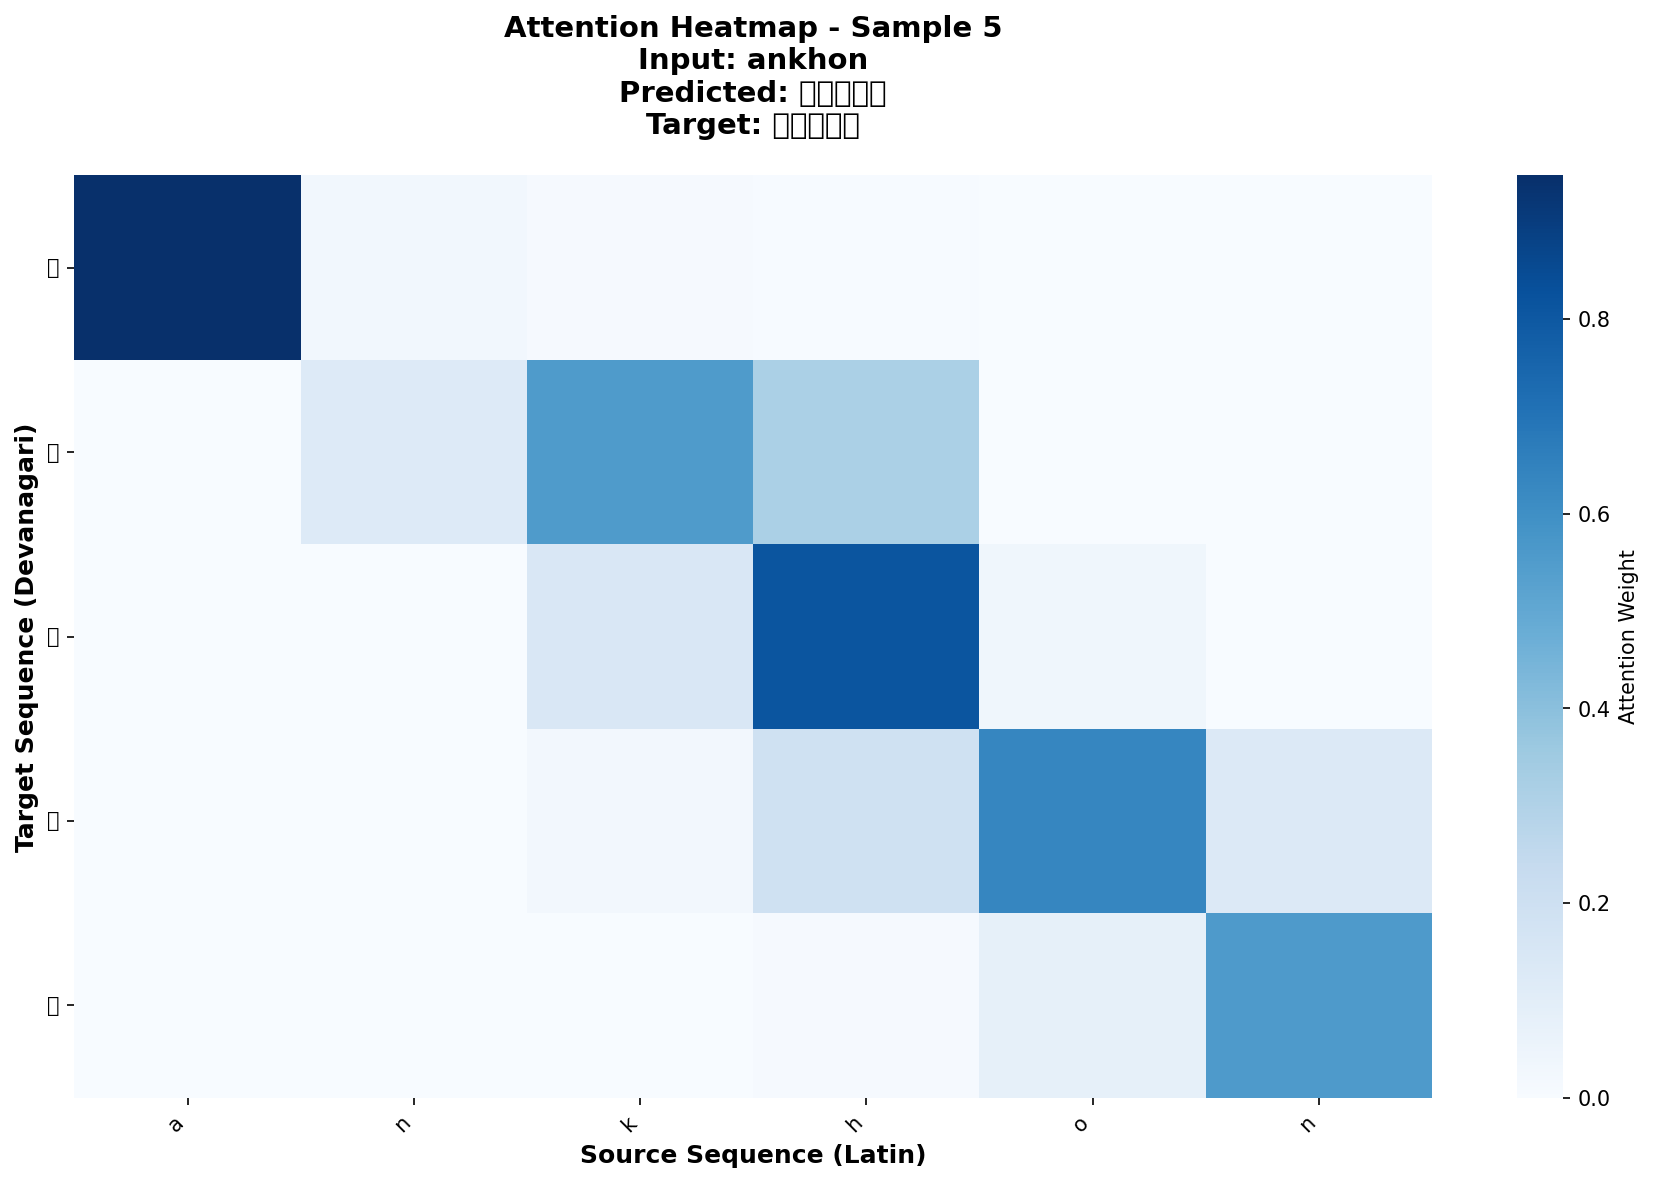 Attention Heatmap - Sample 5
Input: ankhon
Predicted:
Target:
Target Sequence (Devanagari)
a
n
k
h
o
n
Source Sequence (Latin)
0.8
0.6
0.4
0.2
0.0
Attention Weight